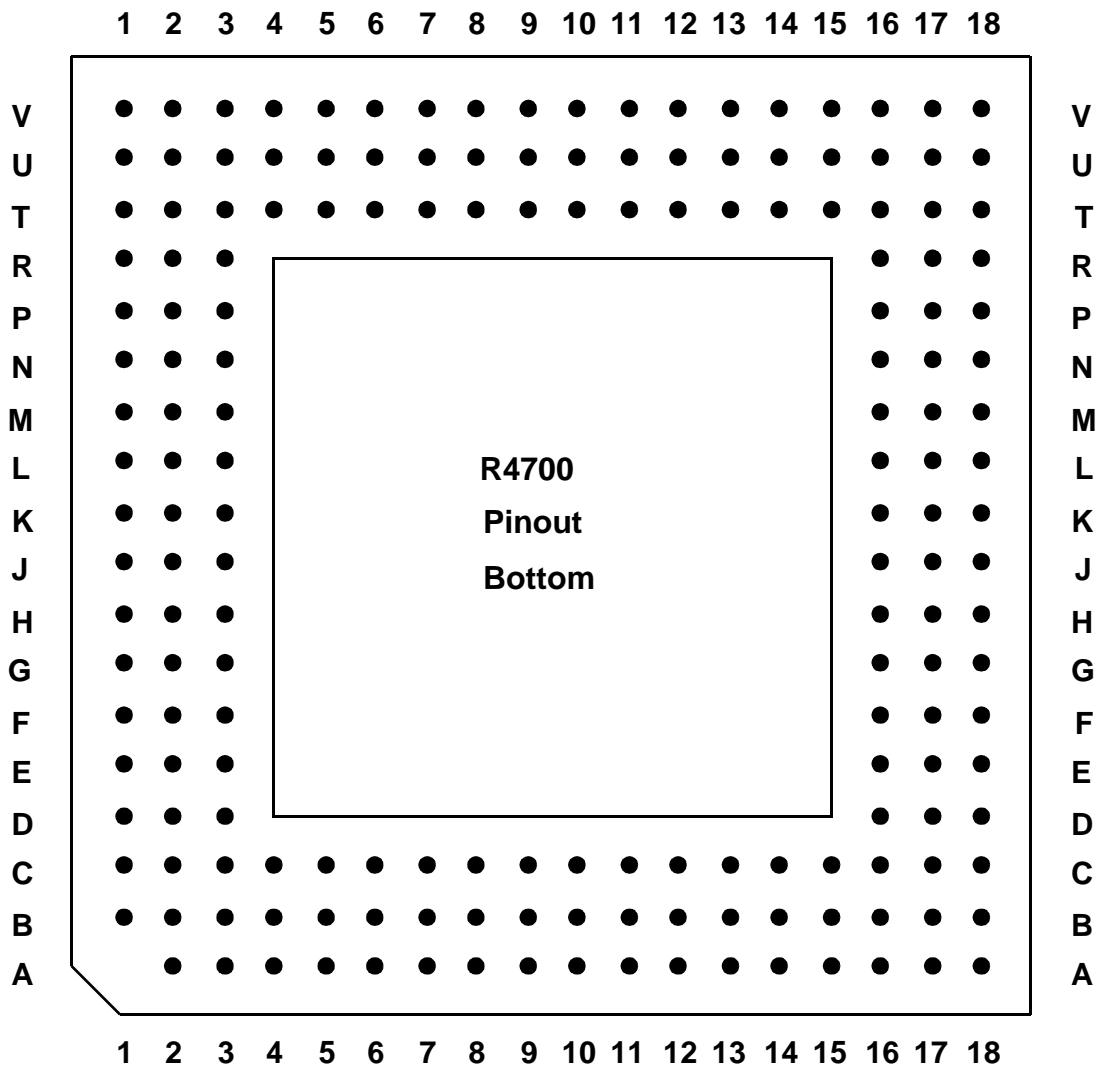 1 2 3 4 5 6 7 8 9 10 11 12 13 14 15 16 17 18
V V
U U
T T
R R
P P
N N
M M
L L
R4700
K K
Pinout
J J
Bottom
H H
G G
F F
E E
D D
C C
B B
A A
1 2 3 4 5 6 7 8 9 10 11 12 13 14 15 16 17 18